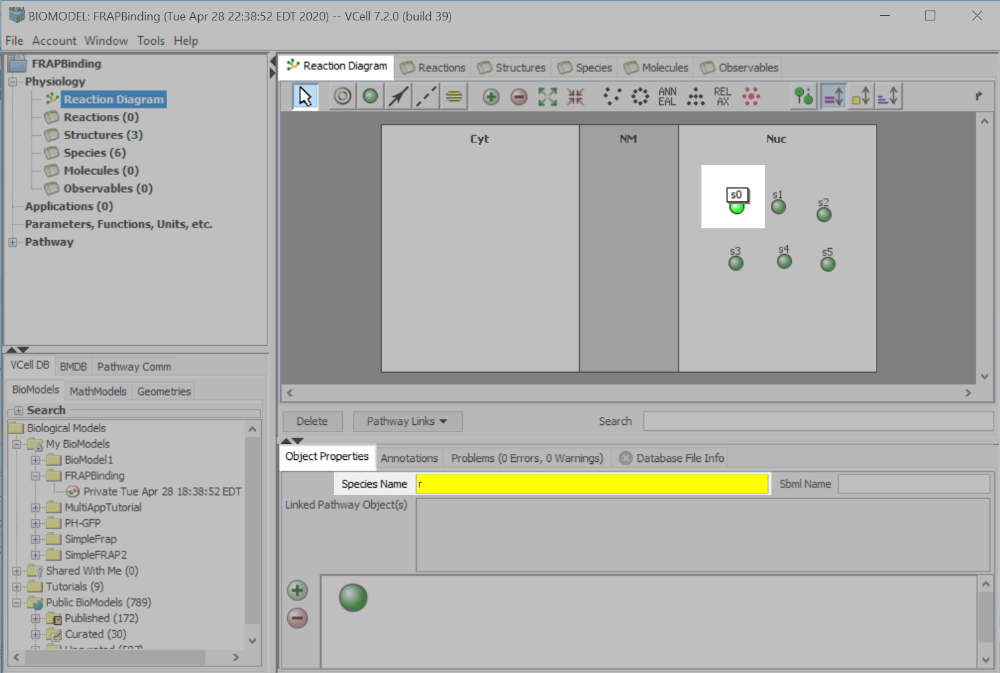 BIOMODEL: FRAPBinding (Tue Apr 28 22:38:52 EDT 2020) -- VCell 7.2.0 (build 39)
File Account Window Tools Help
FRAPBinding
Physiology
Reaction Diagram
Reactions (0)
Structures (3)
Species (6)
Molecules (0)
Observables (0)
Applications (0)
Parameters, Functions, Units, etc.
Pathway
VCell DB BMDB Pathway Comm
BioModels MathModels Geometries
Search
Biological Models
My BioModels
BioModel1
FRAPBinding
Private Tue Apr 28 18:38:52 EDT
MultiAppTutorial
PH-GFP
SimpleFrap
SimpleFRAP2
Shared With Me (0)
Tutorials (9)
Public BioModels (789)
Published (172)
Curated (30)
Reaction Diagram Reactions Structures Species Molecules Observables
ANN EAL REL AX
Cyt NM Nuc
s0 s1 s2
s3 s4 s5
Delete Pathway Links Search
Object Properties Annotations Problems (0 Errors, 0 Warnings) Database File Info
Species Name r Sbml Name
Linked Pathway Object(s)